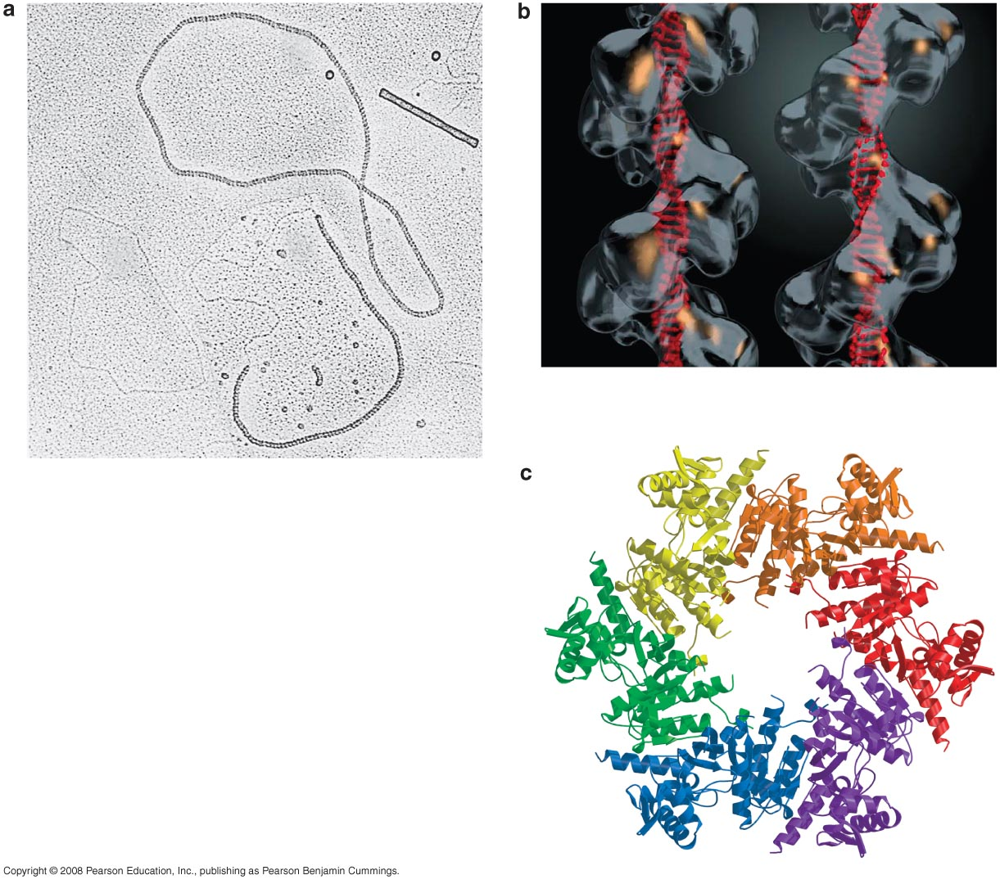 a
b
c
Copyright © 2008 Pearson Education, Inc., publishing as Pearson Benjamin Cummings.